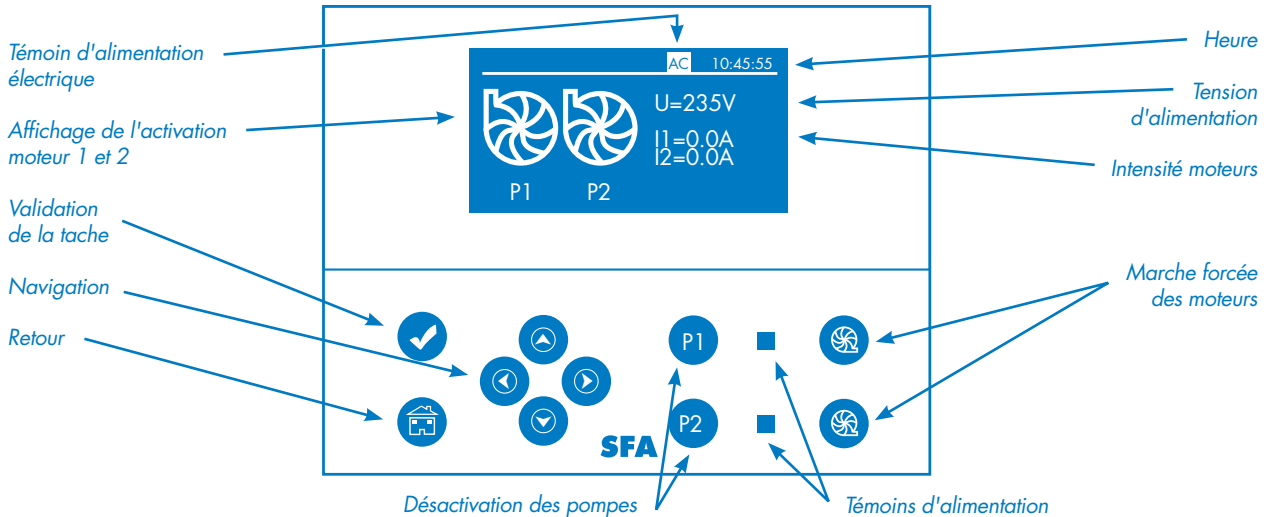 Témoin d'alimentation
électrique
Affichage de l'activation
moteur 1 et 2
Validation
de la tache
Navigation
Retour
AC 10:45:55
U=235V
I1=0.0A
I2=0.0A
P1 P2
Heure
Tension
d'alimentation
Intensité moteurs
Marche forcée
des moteurs
P1
P2
SFA
Désactivation des pompes
Témoins d'alimentation